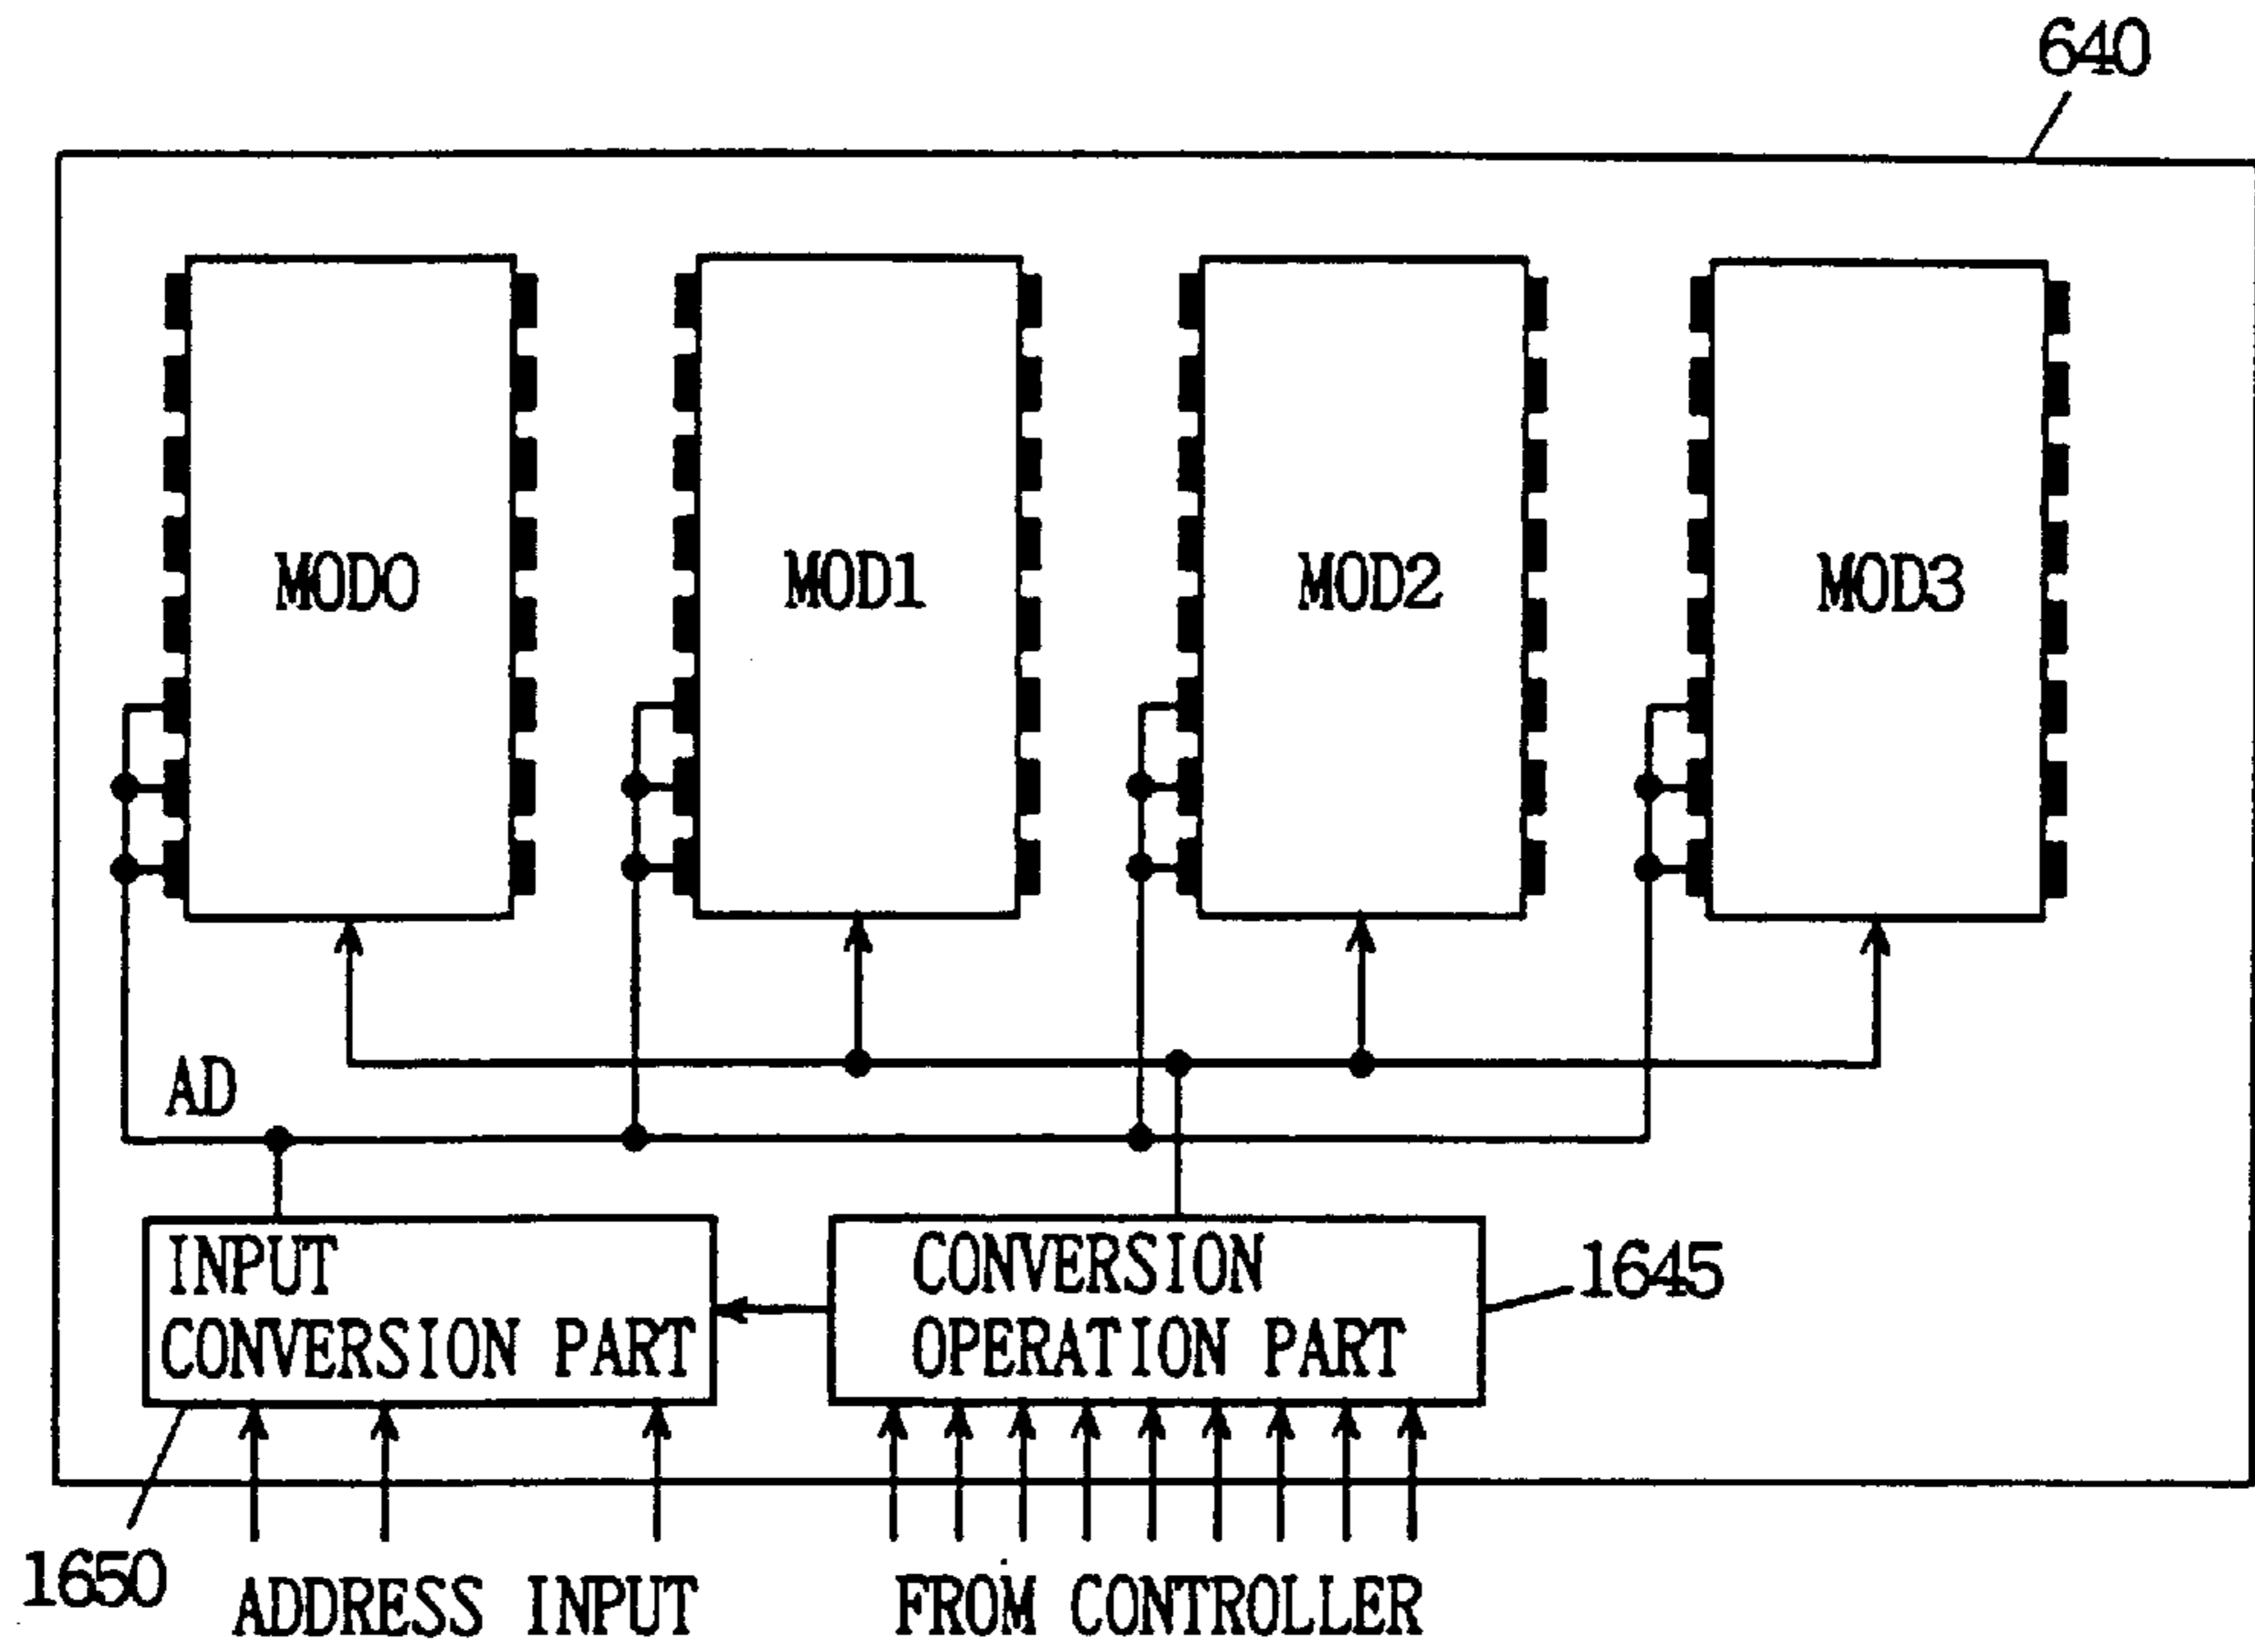 640
MOD0
MOD1
MOD2
MOD3
AD
INPUT
CONVERSION PART
CONVERSION
OPERATION PART
1645
1650
ADDRESS INPUT
FROM CONTROLLER